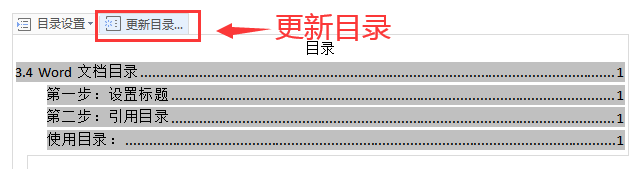 目录设置 更新目录... 更新目录
目录
3.4 Word 文档目录................................................................1
第一步：设置标题................................................................1
第二步：引用目录................................................................1
使用目录：................................................................1